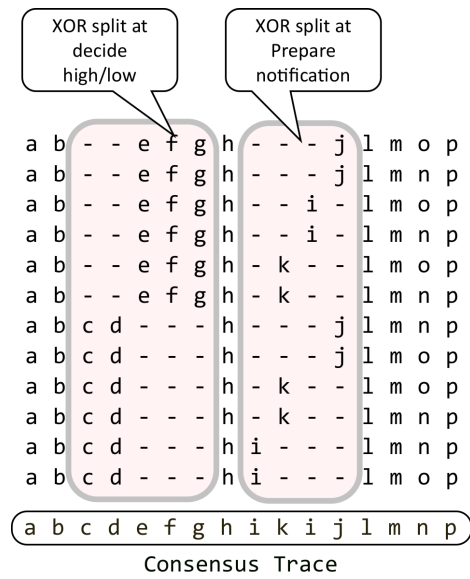 XOR split at
decide
high/low
XOR split at
Prepare
notification
a b - - e f g h - - - j l m o p
a b - - e f g h - - - j l m n p
a b - - e f g h - - i - l m o p
a b - - e f g h - - i - l m n p
a b - - e f g h - k - - l m o p
a b - - e f g h - k - - l m n p
a b c d - - - h - - - j l m n p
a b c d - - - h - - - j l m o p
a b c d - - - h - k - - l m o p
a b c d - - - h - k - - l m n p
a b c d - - - h i - - - l m n p
a b c d - - - h i - - - l m o p
a b c d e f g h i k i j l m n p
Consensus Trace